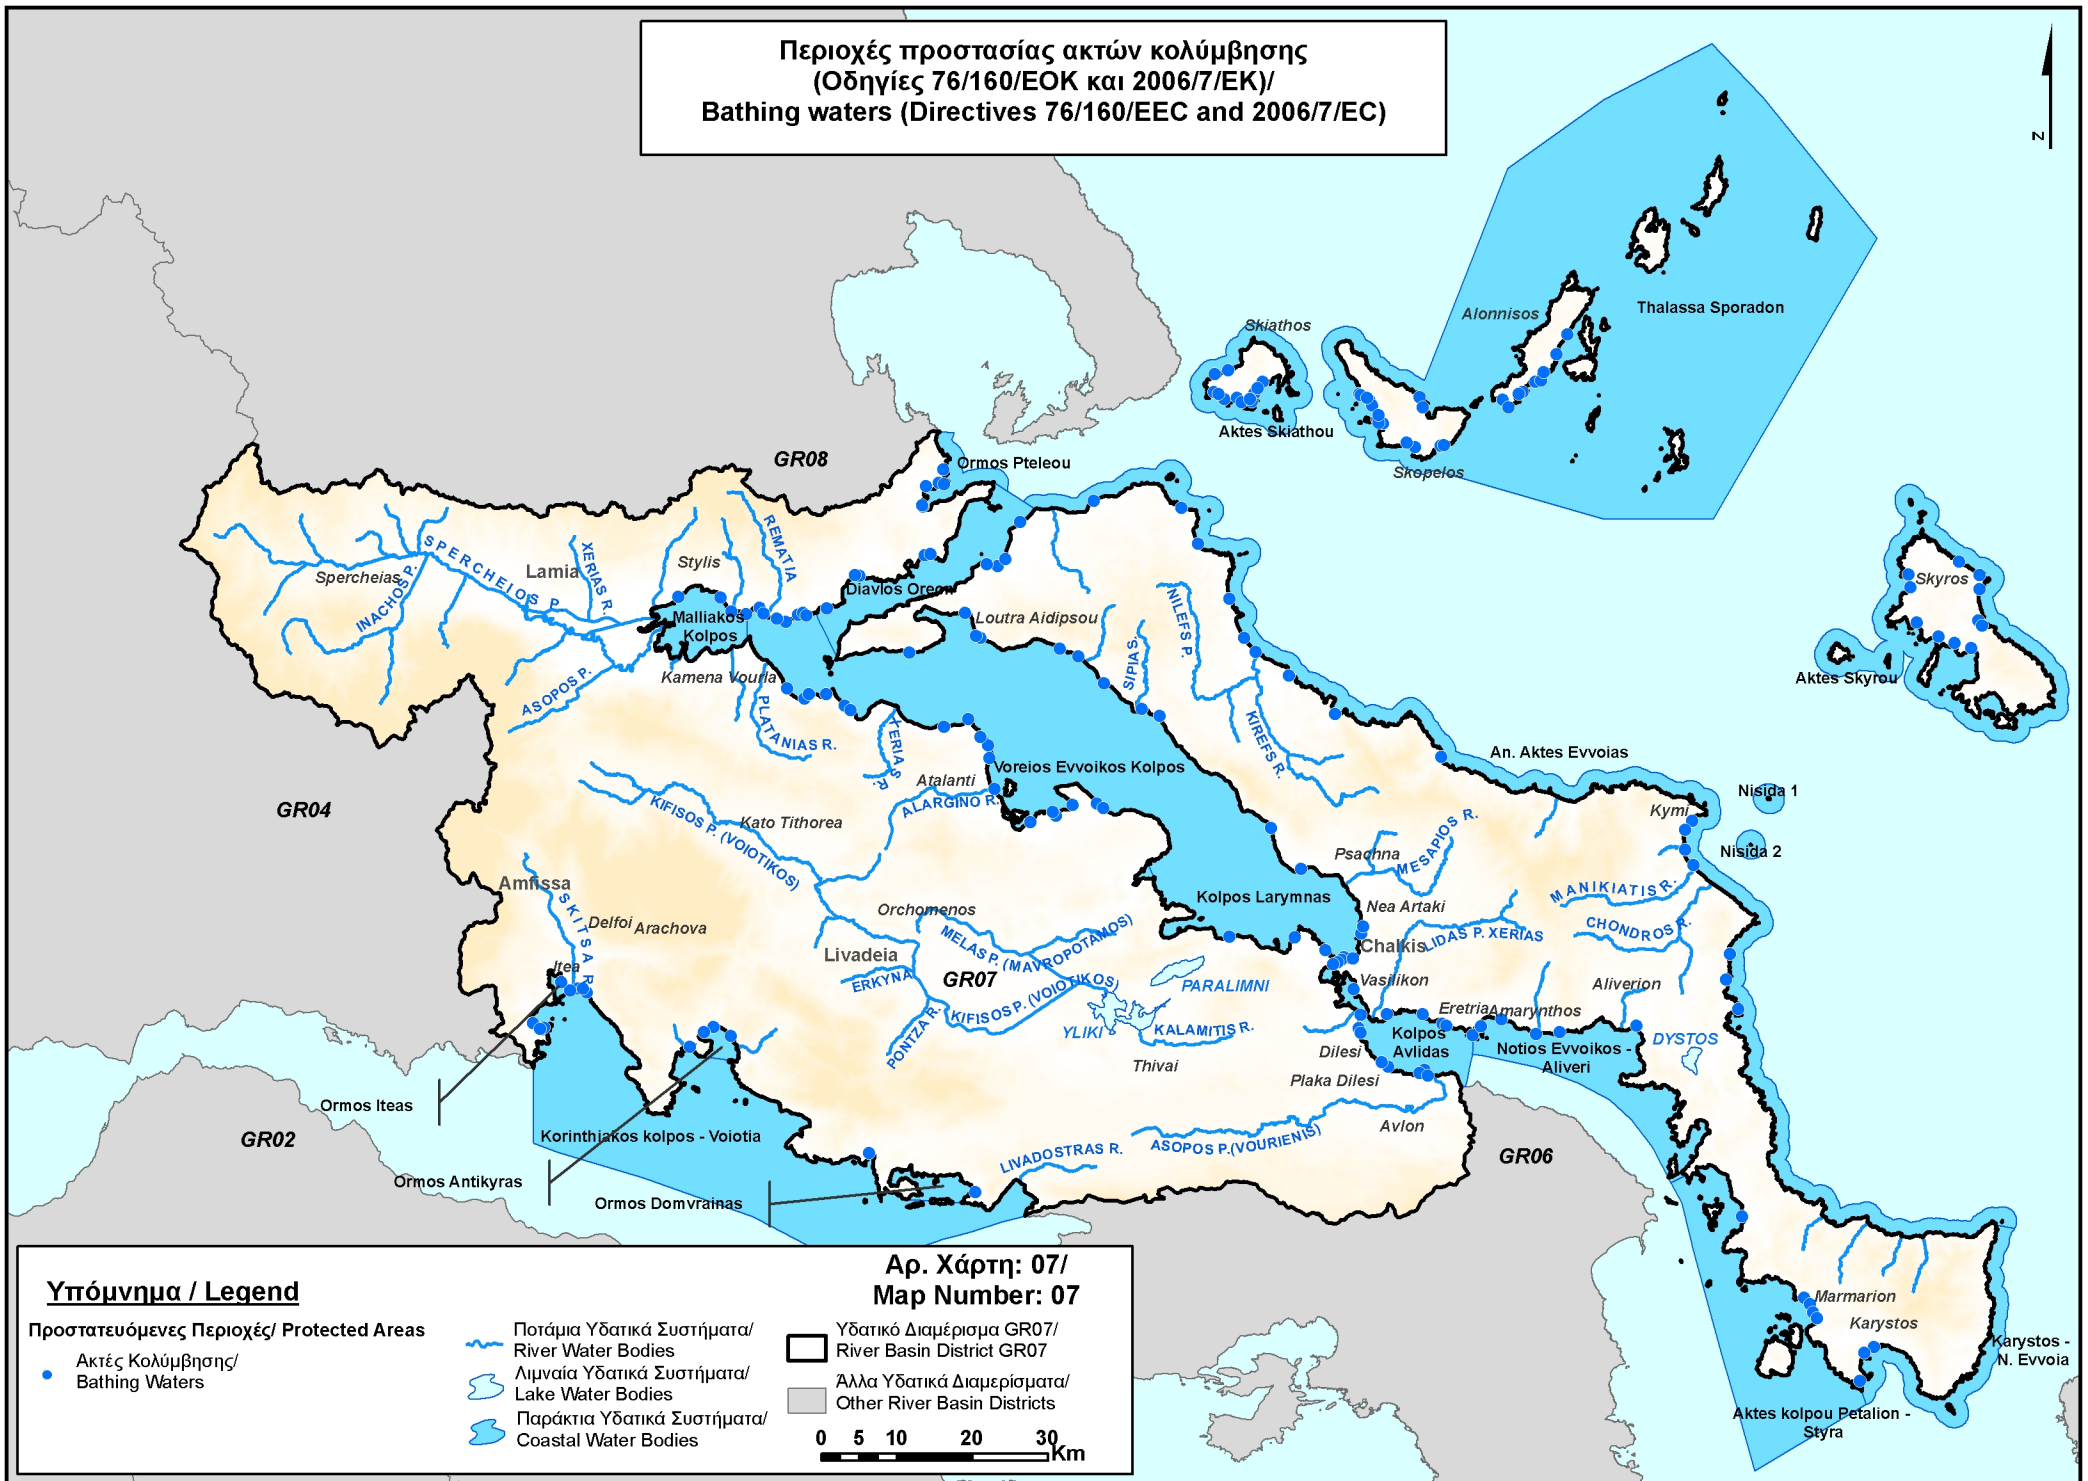 Περιοχές προστασίας ακτών κολύμβησης
(Οδηγίες 76/160/ΕΟΚ και 2006/7/ΕΚ)/
Bathing waters (Directives 76/160/EEC and 2006/7/EC)
z
Thalassa Sporadon
Alonnisos
Skiathos
Aktes Skiathou
Skopelos
GR08
Ormos Pteleou
SPERCHEIOS P.
Spercheias
INACHOS P.
Lamia
XERIAS R.
Stylis
REMATIA
Diavlos Oreon
Malliakos
Kolpos
Loutra Aidipsou
NILEFS P.
SIPIAS.
Skyros
Aktes Skyrou
Kamena Vourla
ASOPOS P.
PLATANIAS R.
XERIAS R.
KIREFS R.
An. Aktes Evvoias
Voreios Evvoikos Kolpos
Atalanti
ALARGINO R.
Nisida 1
Kymi
Nisida 2
GR04
KIFISOS P. (VOIOTIKOS)
Kato Tithorea
Psachna
MESAPIOS R.
Amfissa
SKITSA R.
Delfoi
Arachova
Orchomenos
Kolpos Larymnas
Nea Artaki
MANIKIATIS R.
CHONDROS R.
LIDAS P. XERIAS
Chalkis
MELAS P. (MAVROPOTAMOS)
Livadeia
ERKYNA
GR07
Itea
PARALIMNI
Vasilikon
Aliverion
KIFISOS P. (VOIOTIKOS)
PONTZA R.
YLIKI
KALAMITIS R.
Eretria
Amarynthos
Kolpos
Avlidas
Notios Evvoikos -
Aliveri
DYSTOS
Dilesi
Thivai
Plaka Dilesi
Ormos Iteas
GR02
Korinthiakos kolpos - Voiotia
LIVADOSTRAS R.
ASOPOS P.(VOURIENIS)
Avlon
GR06
Ormos Antikyras
Ormos Domvrainas
Marmarion
Karystos
Karystos -
N. Evvoia
Aktes kolpou Petalion -
Styra
Υπόμνημα / Legend
Αρ. Χάρτη: 07/
Map Number: 07
Προστατευόμενες Περιοχές/ Protected Areas
Ακτές Κολύμβησης/
Bathing Waters
Ποτάμια Υδατικά Συστήματα/
River Water Bodies
Λιμναία Υδατικά Συστήματα/
Lake Water Bodies
Παράκτια Υδατικά Συστήματα/
Coastal Water Bodies
Υδατικό Διαμέρισμα GR07/
River Basin District GR07
Άλλα Υδατικά Διαμερίσματα/
Other River Basin Districts
0 5 10 20 30
Km